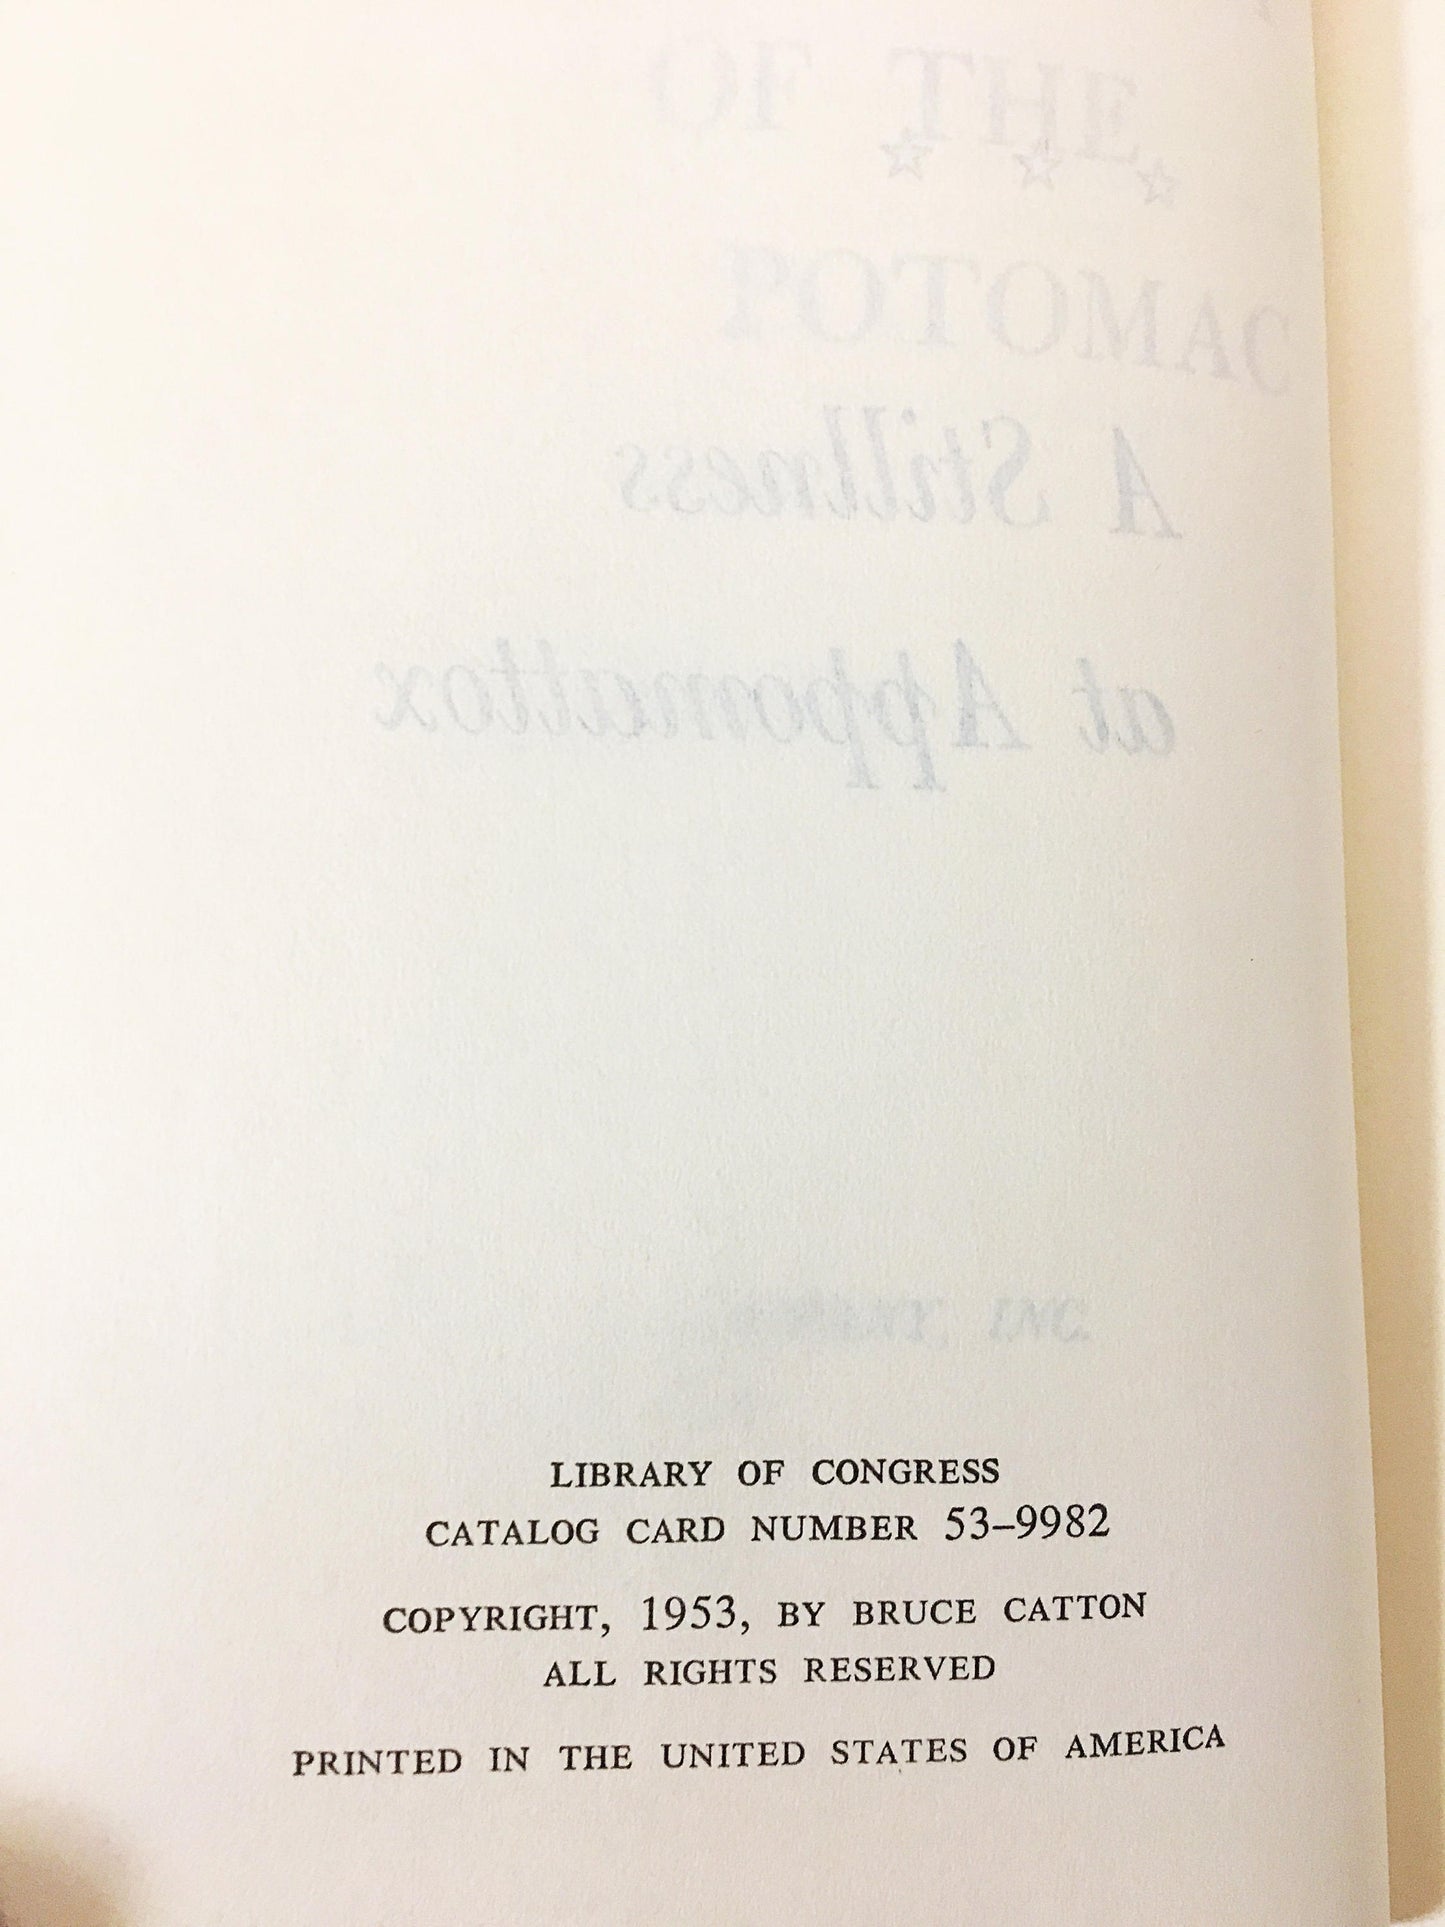 OF THE
POTOMAC
A Stillness
at Appomattox
INC.
LIBRARY OF CONGRESS
CATALOG CARD NUMBER 53–9982
COPYRIGHT, 1953, BY BRUCE CATTON
ALL RIGHTS RESERVED
PRINTED IN THE UNITED STATES OF AMERICA